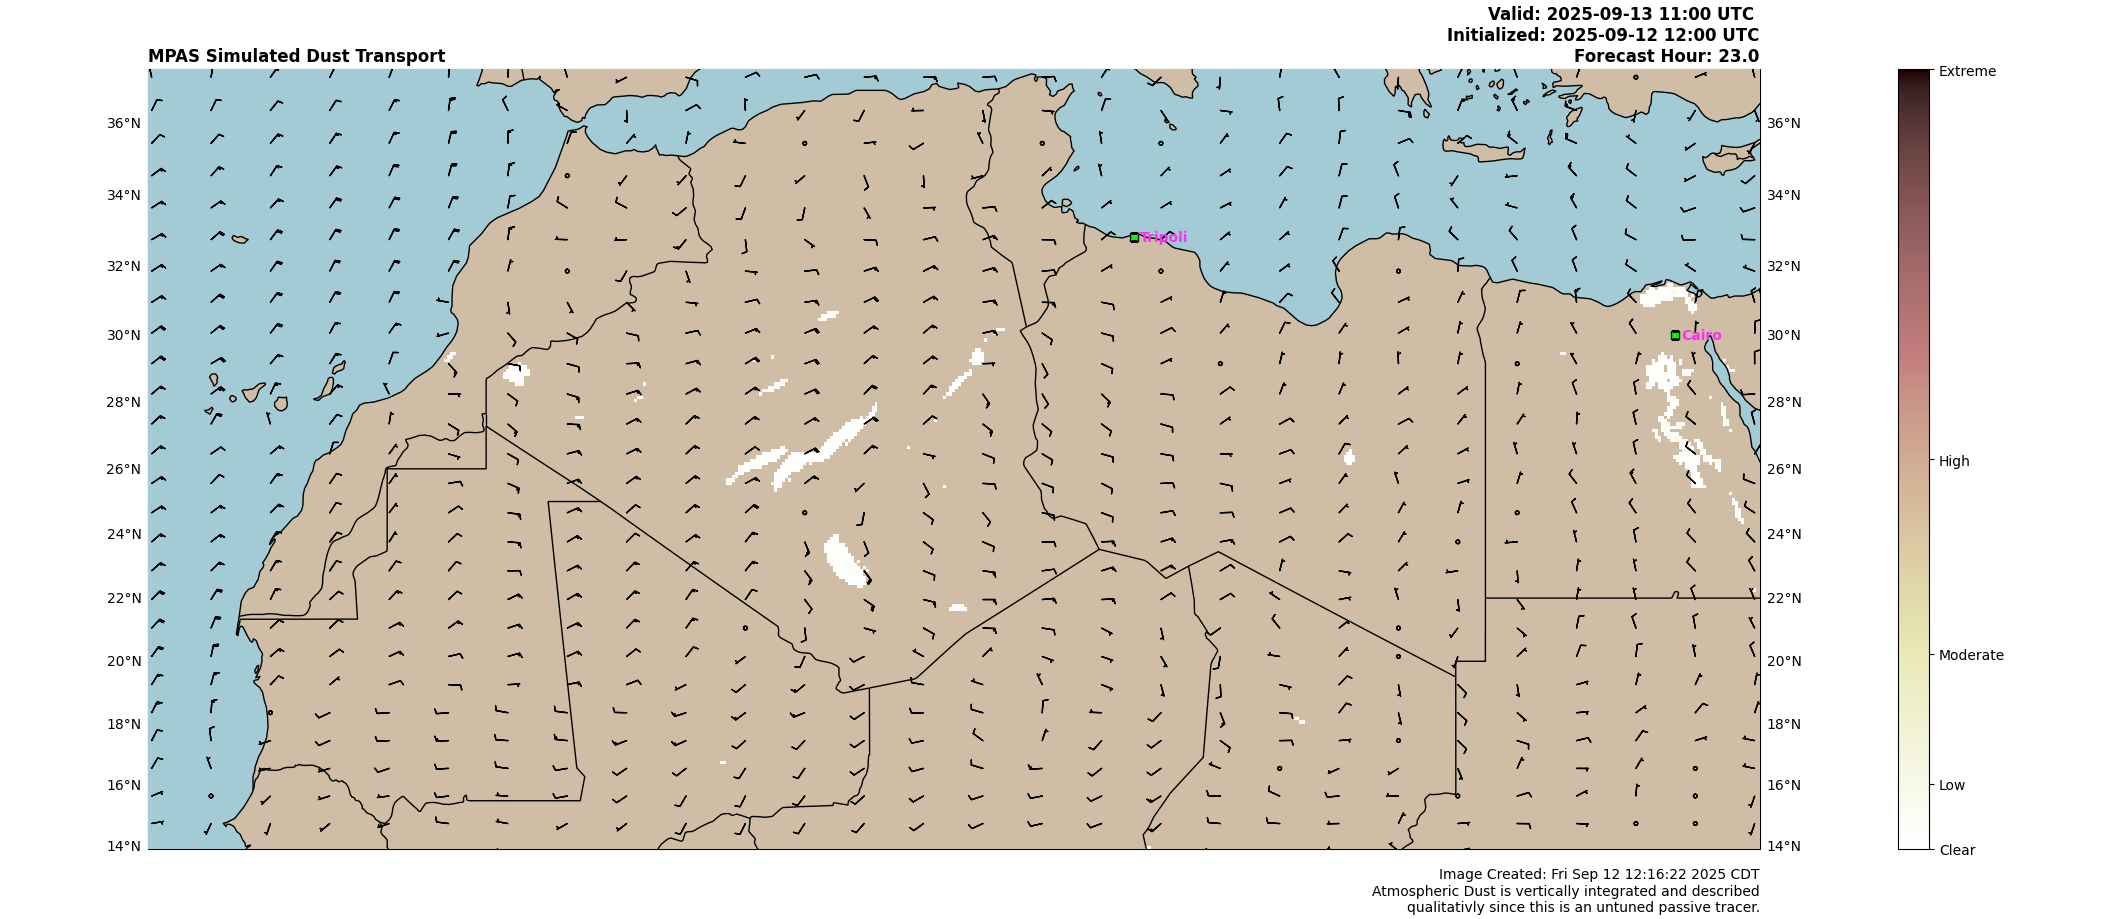 Valid: 2025-09-13 11:00 UTC
Initialized: 2025-09-12 12:00 UTC
MPAS Simulated Dust Transport
Forecast Hour: 23.0
Extreme
36°N
36°N
34°N
34°N
Tripoli
32°N
32°N
30°N
Cairo
30°N
28°N
28°N
26°N
26°N
High
24°N
24°N
22°N
22°N
20°N
20°N
Moderate
18°N
18°N
16°N
16°N
Low
14°N
14°N
Clear
Image Created: Fri Sep 12 12:16:22 2025 CDT
Atmospheric Dust is vertically integrated and described
qualitativly since this is an untuned passive tracer.